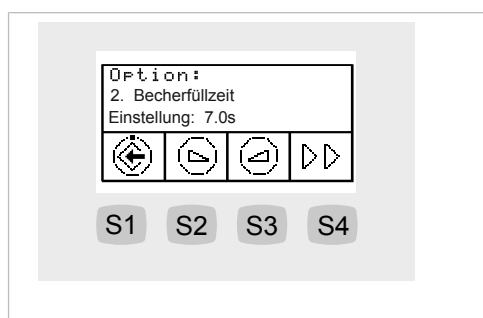 Option:
2. Becherfüllzeit
Einstellung: 7.0s
S1 S2 S3 S4